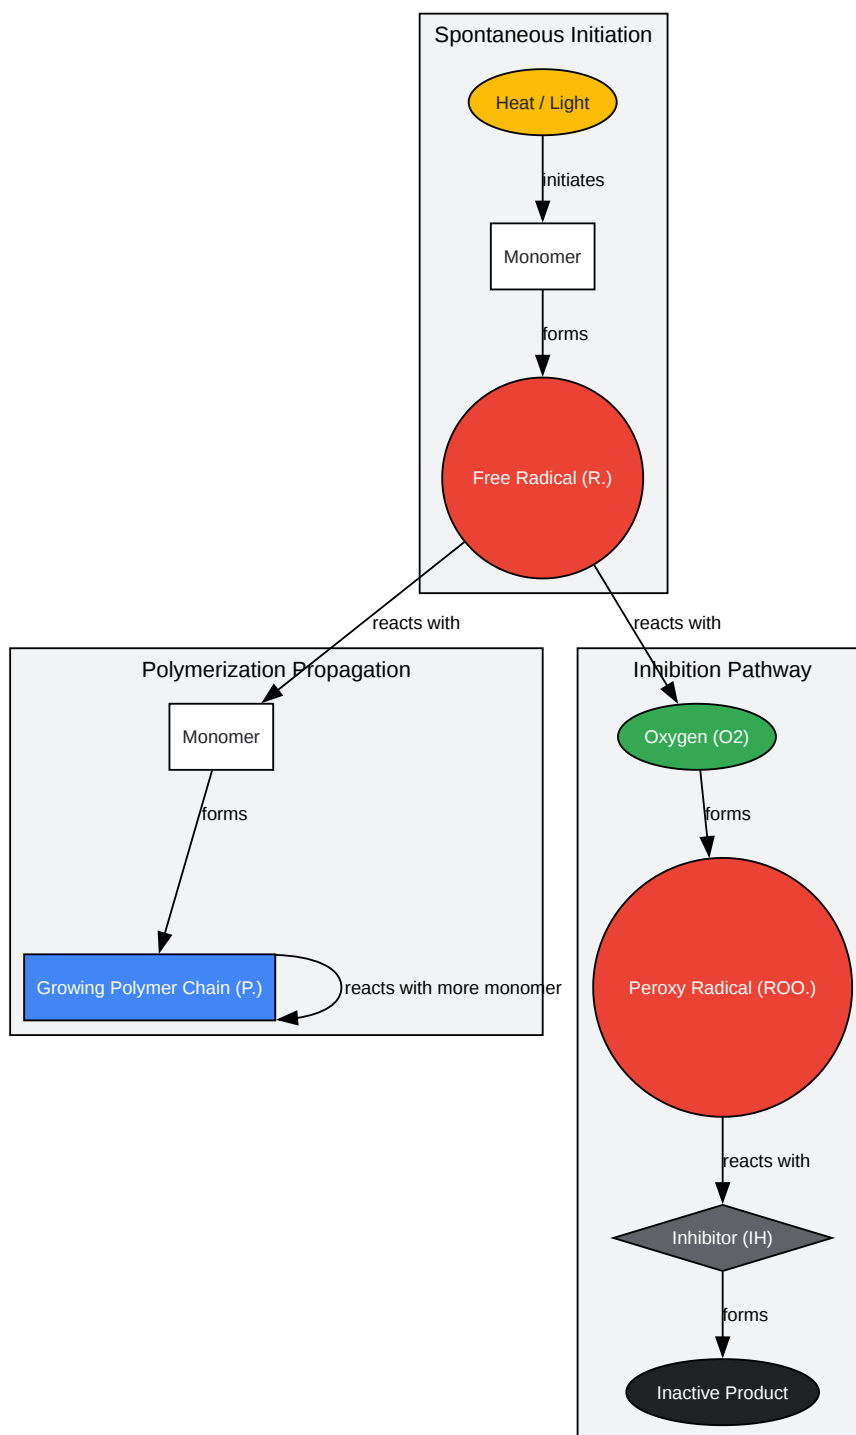 Spontaneous Initiation
Heat / Light
initiates
Monomer
forms
Free Radical (R.)
reacts with
reacts with
Polymerization Propagation
Monomer
forms
Growing Polymer Chain (P.)
reacts with more monomer
Inhibition Pathway
Oxygen (O2)
forms
Peroxy Radical (ROO.)
reacts with
Inhibitor (IH)
forms
Inactive Product